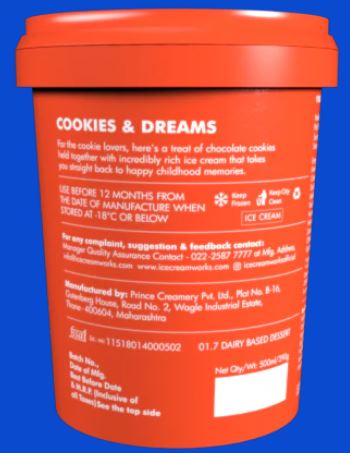 COOKIES & DREAMS
For the cookie lovers, here's a treat of chocolate cookies
held together with incredibly rich ice cream that takes
you straight back to happy childhood memories.
USE BEFORE 12 MONTHS FROM
THE DATE OF MANUFACTURE WHEN
STORED AT -18°C OR BELOW
Keep
Frozen
Keep City
Clean
ICE CREAM
For any complaint, suggestion & feedback contact:
Manager Quality Assurance Contact - 022-2587 7777 at Mfg. Address,
www.icecreamworks.com icecreamworksofficial
Manufactured by: Prince Creamery Pvt. Ltd., Plot No. B-16,
Gutenberg House, Road No. 2, Wagle Industrial Estate,
Thane-400604, Maharashtra
fssai Lic. no. 11518014000502 01.7 DAIRY BASED DESSERT
Batch No.,
Date of Mfg.
Best Before Date
& M.R.P. (Inclusive of
all Taxes) See the top side
Net Qty/Wt: 500ml/290g